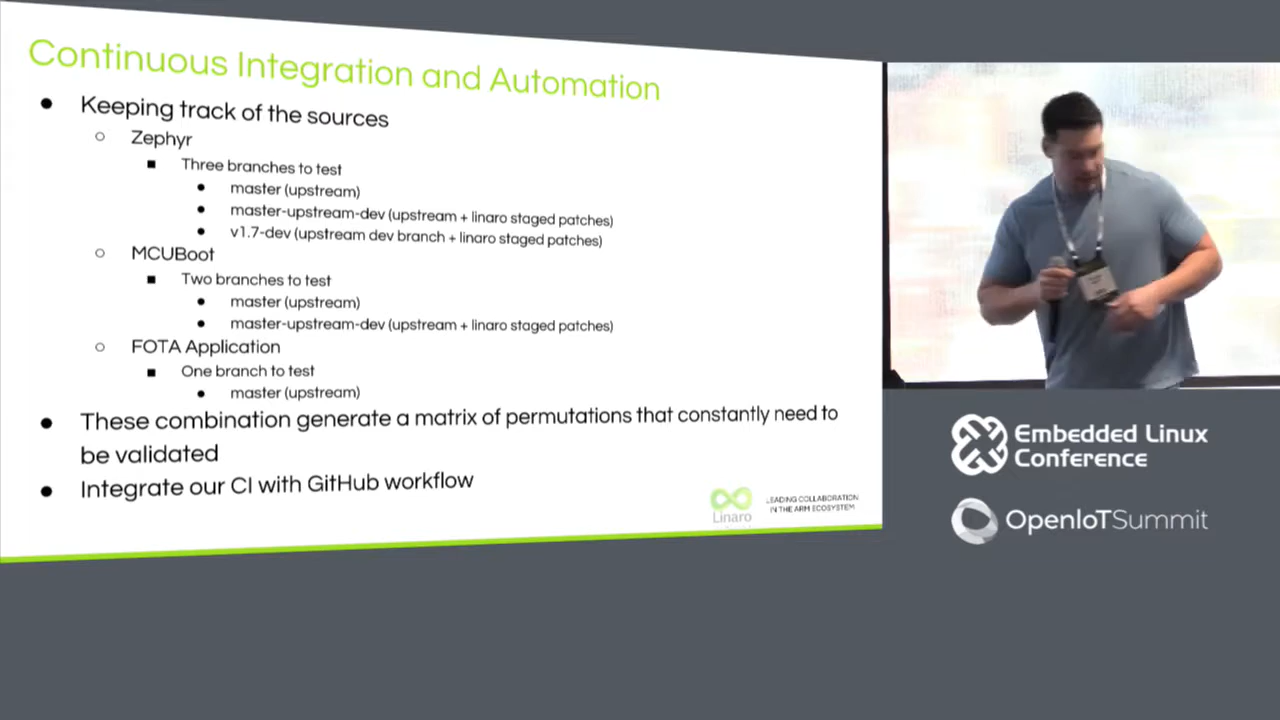 Continuous Integration and Automation
Keeping track of the sources
Zephyr
Three branches to test
master (upstream)
master-upstream-dev (upstream + linaro staged patches)
v1.7-dev (upstream dev branch + linaro staged patches)
MCUBoot
Two branches to test
master (upstream)
master-upstream-dev (upstream + linaro staged patches)
FOTA Application
One branch to test
master (upstream)
These combination generate a matrix of permutations that constantly need to
be validated
Integrate our CI with GitHub workflow
Linaro
LEADING COLLABORATION
IN THE ARM ECOSYSTEM
Embedded Linux
Conference
OpenIoTSummit